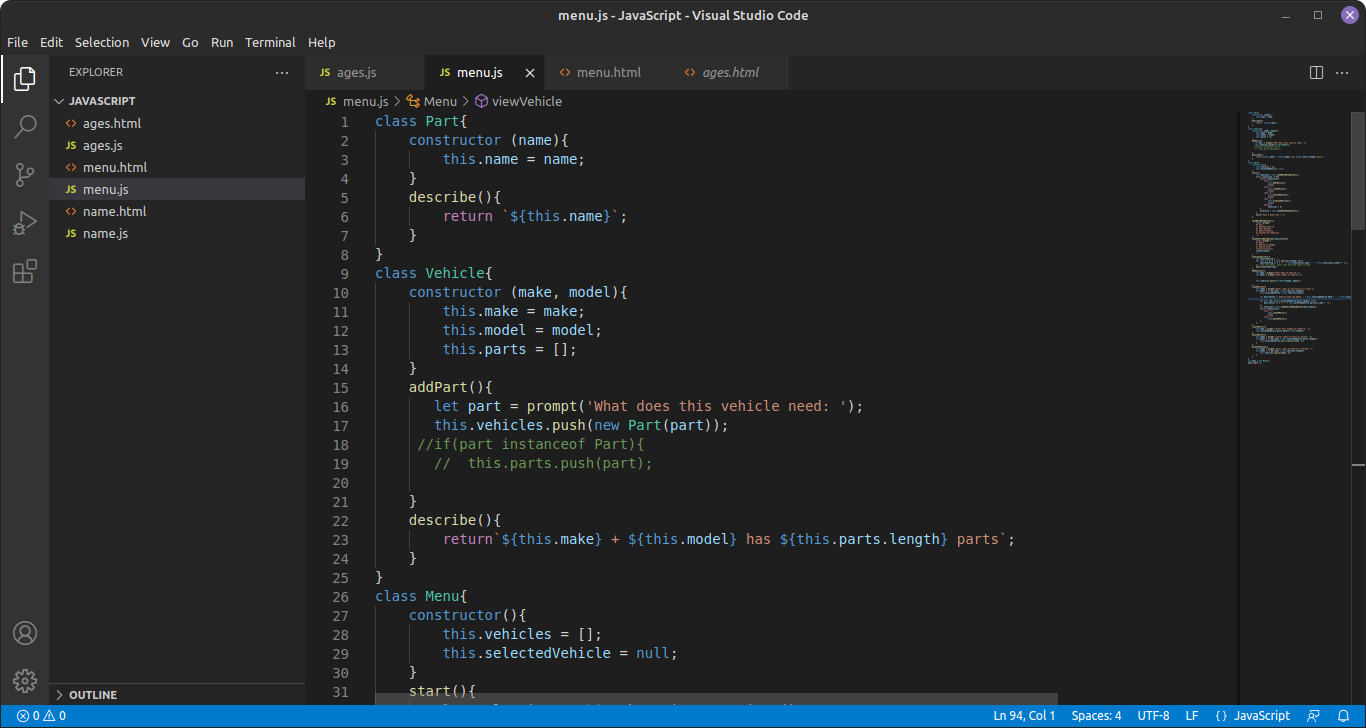 menu.js - JavaScript - Visual Studio Code
File Edit Selection View Go Run Terminal Help
EXPLORER
JAVASCRIPT
ages.html
JS ages.js
menu.html
JS menu.js
name.html
JS name.js
OUTLINE
JS ages.js JS menu.js menu.html ages.html
JS menu.js > Menu > viewVehicle
1 class Part{
2 constructor (name){
3 this.name = name;
4 }
5 describe(){
6 return `${this.name}`;
7 }
8 }
9 class Vehicle{
10 constructor (make, model){
11 this.make = make;
12 this.model = model;
13 this.parts = [];
14 }
15 addPart(){
16 let part = prompt('What does this vehicle need: ');
17 this.vehicles.push(new Part(part));
18 //if(part instanceof Part){
19 //  this.parts.push(part);
20
21 }
22 describe(){
23 return`${this.make} + ${this.model} has ${this.parts.length} parts`;
24 }
25 }
26 class Menu{
27 constructor(){
28 this.vehicles = [];
29 this.selectedVehicle = null;
30 }
31 start(){
0 0 Ln 94, Col 1 Spaces: 4 UTF-8 LF {} JavaScript